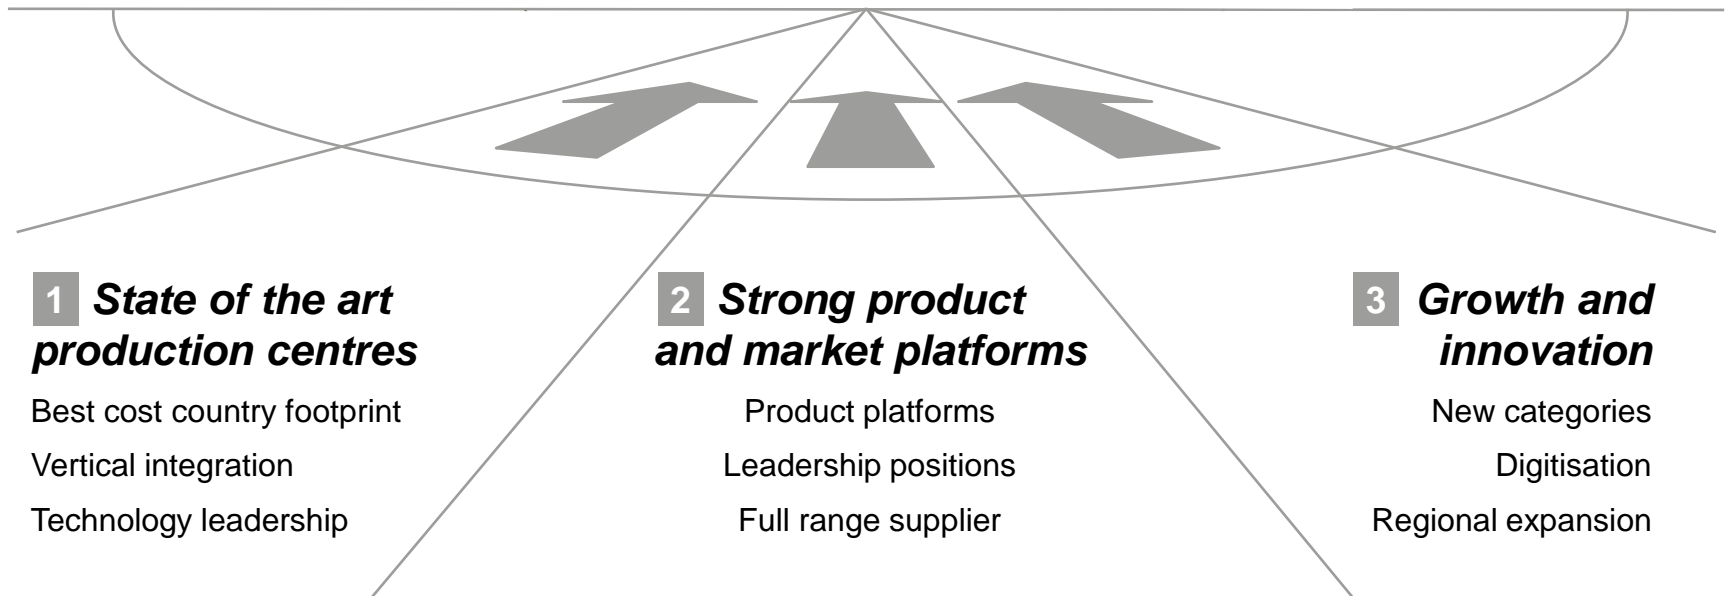 1 State of the art
production centres
Best cost country footprint
Vertical integration
Technology leadership
2 Strong product
and market platforms
Product platforms
Leadership positions
Full range supplier
3 Growth and
innovation
New categories
Digitisation
Regional expansion